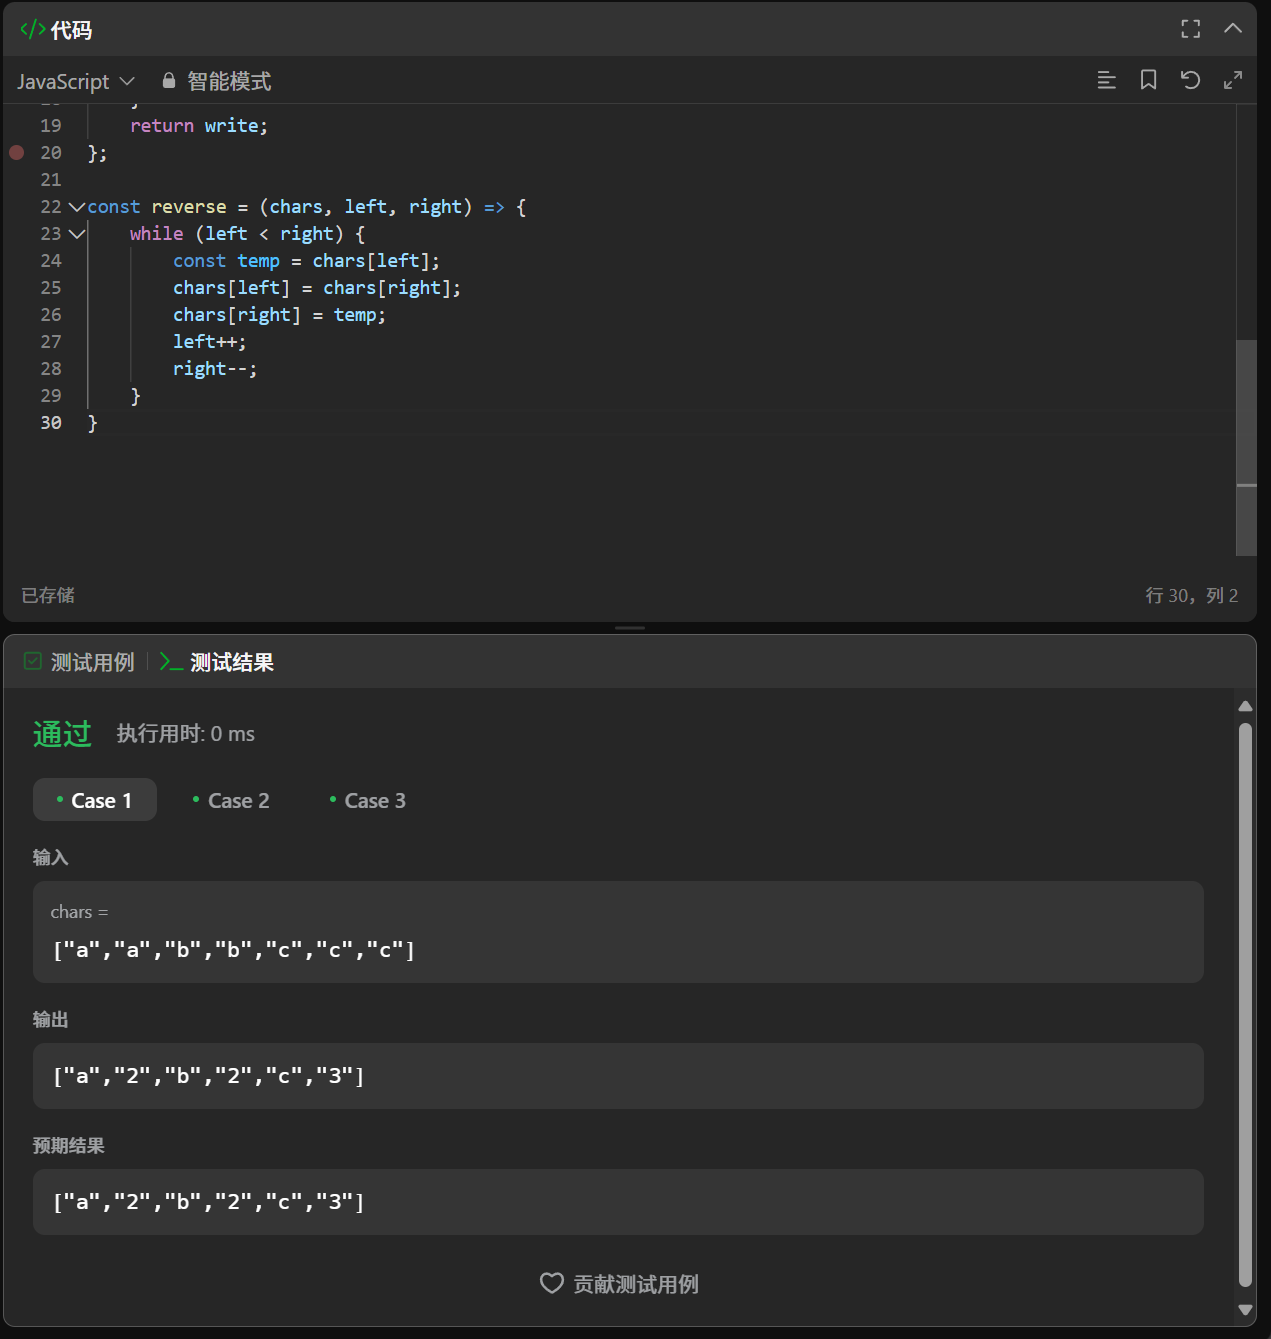 </> 代码
JavaScript 智能模式
19 return write;
20 };
21
22 const reverse = (chars, left, right) => {
23 while (left < right) {
24 const temp = chars[left];
25 chars[left] = chars[right];
26 chars[right] = temp;
27 left++;
28 right--;
29 }
30 }
已存储 行 30，列 2
测试用例 >_ 测试结果
通过 执行用时: 0 ms
• Case 1 • Case 2 • Case 3
输入
chars =
["a","a","b","b","c","c","c"]
输出
["a","2","b","2","c","3"]
预期结果
["a","2","b","2","c","3"]
贡献测试用例